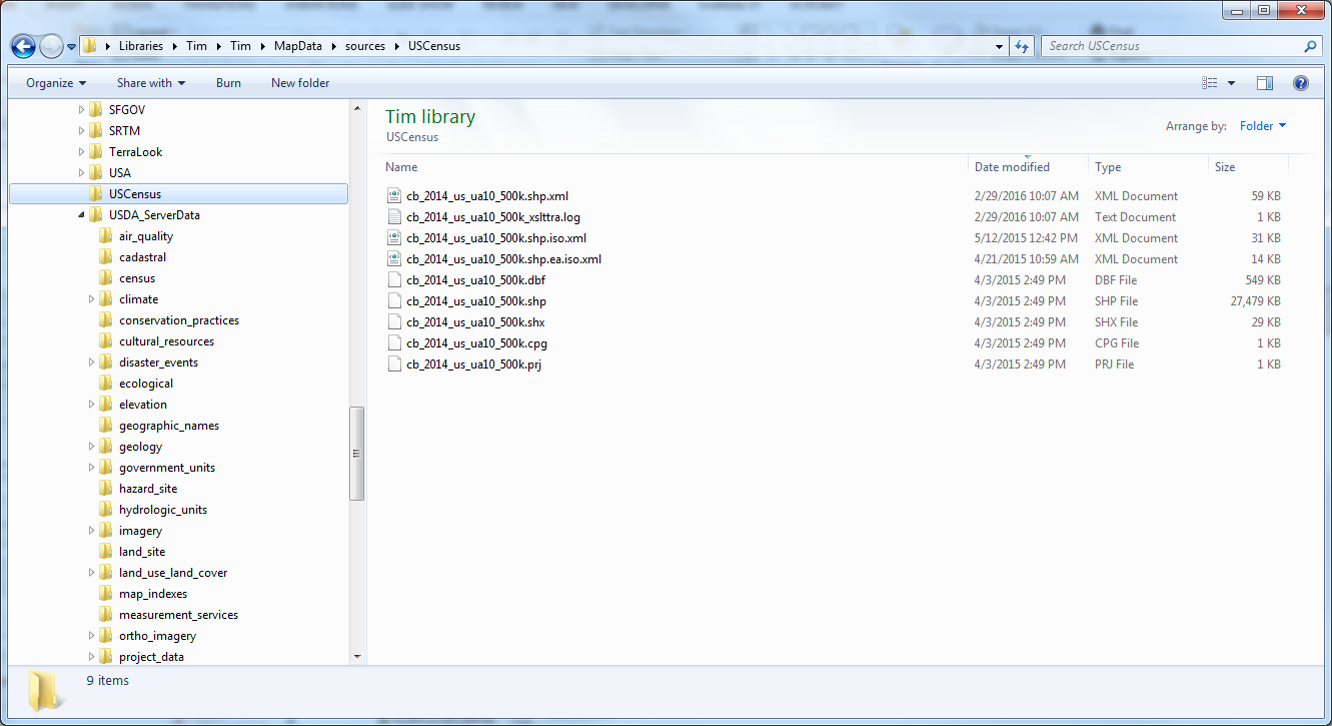 Libraries Tim Tim MapData sources USCensus
Search USCensus
Organize Share with Burn New folder
SFGOV
SRTM
TerraLook
USA
USCensus
USDA_ServerData
air_quality
cadastral
census
climate
conservation_practices
cultural_resources
disaster_events
ecological
elevation
geographic_names
geology
government_units
hazard_site
hydrologic_units
imagery
land_site
land_use_land_cover
map_indexes
measurement_services
ortho_imagery
project_data
Tim library
USCensus
Arrange by: Folder
Name Date modified Type Size
cb_2014_us_ua10_500k.shp.xml 2/29/2016 10:07 AM XML Document 59 KB
cb_2014_us_ua10_500k_xslttra.log 2/29/2016 10:07 AM Text Document 1 KB
cb_2014_us_ua10_500k.shp.iso.xml 5/12/2015 12:42 PM XML Document 31 KB
cb_2014_us_ua10_500k.shp.ea.iso.xml 4/21/2015 10:59 AM XML Document 14 KB
cb_2014_us_ua10_500k.dbf 4/3/2015 2:49 PM DBF File 549 KB
cb_2014_us_ua10_500k.shp 4/3/2015 2:49 PM SHP File 27,479 KB
cb_2014_us_ua10_500k.shx 4/3/2015 2:49 PM SHX File 29 KB
cb_2014_us_ua10_500k.cpg 4/3/2015 2:49 PM CPG File 1 KB
cb_2014_us_ua10_500k.prj 4/3/2015 2:49 PM PRJ File 1 KB
9 items